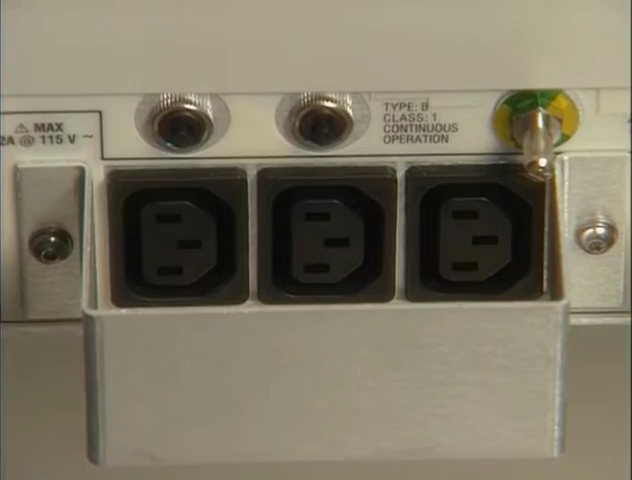 ⚠ MAX
2A @ 115 V ~
TYPE: B
CLASS: 1
CONTINUOUS
OPERATION